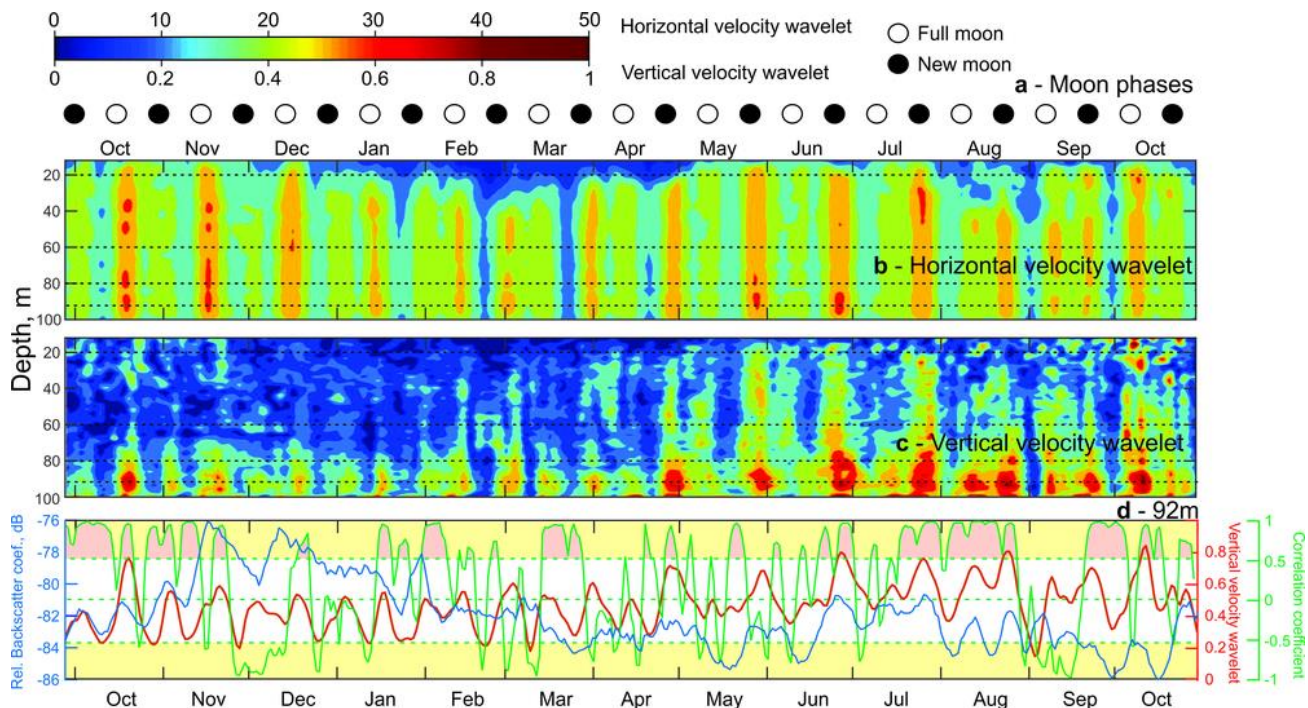 0 10 20 30 40 50
Horizontal velocity wavelet
Full moon
0 0.2 0.4 0.6 0.8 1
Vertical velocity wavelet
New moon
a - Moon phases
Oct Nov Dec Jan Feb Mar Apr May Jun Jul Aug Sep Oct
20
40
60
b - Horizontal velocity wavelet
80
100
Depth, m
20
40
60
c - Vertical velocity wavelet
80
100
d - 92m
-76
-78
-80
-82
-84
-86
Rel. Backscatter coef., dB
0.8
0.6
0.4
0.2
0
Vertical velocity wavelet
1
0.5
0
-0.5
-1
Correlation coefficient
Oct Nov Dec Jan Feb Mar Apr May Jun Jul Aug Sep Oct